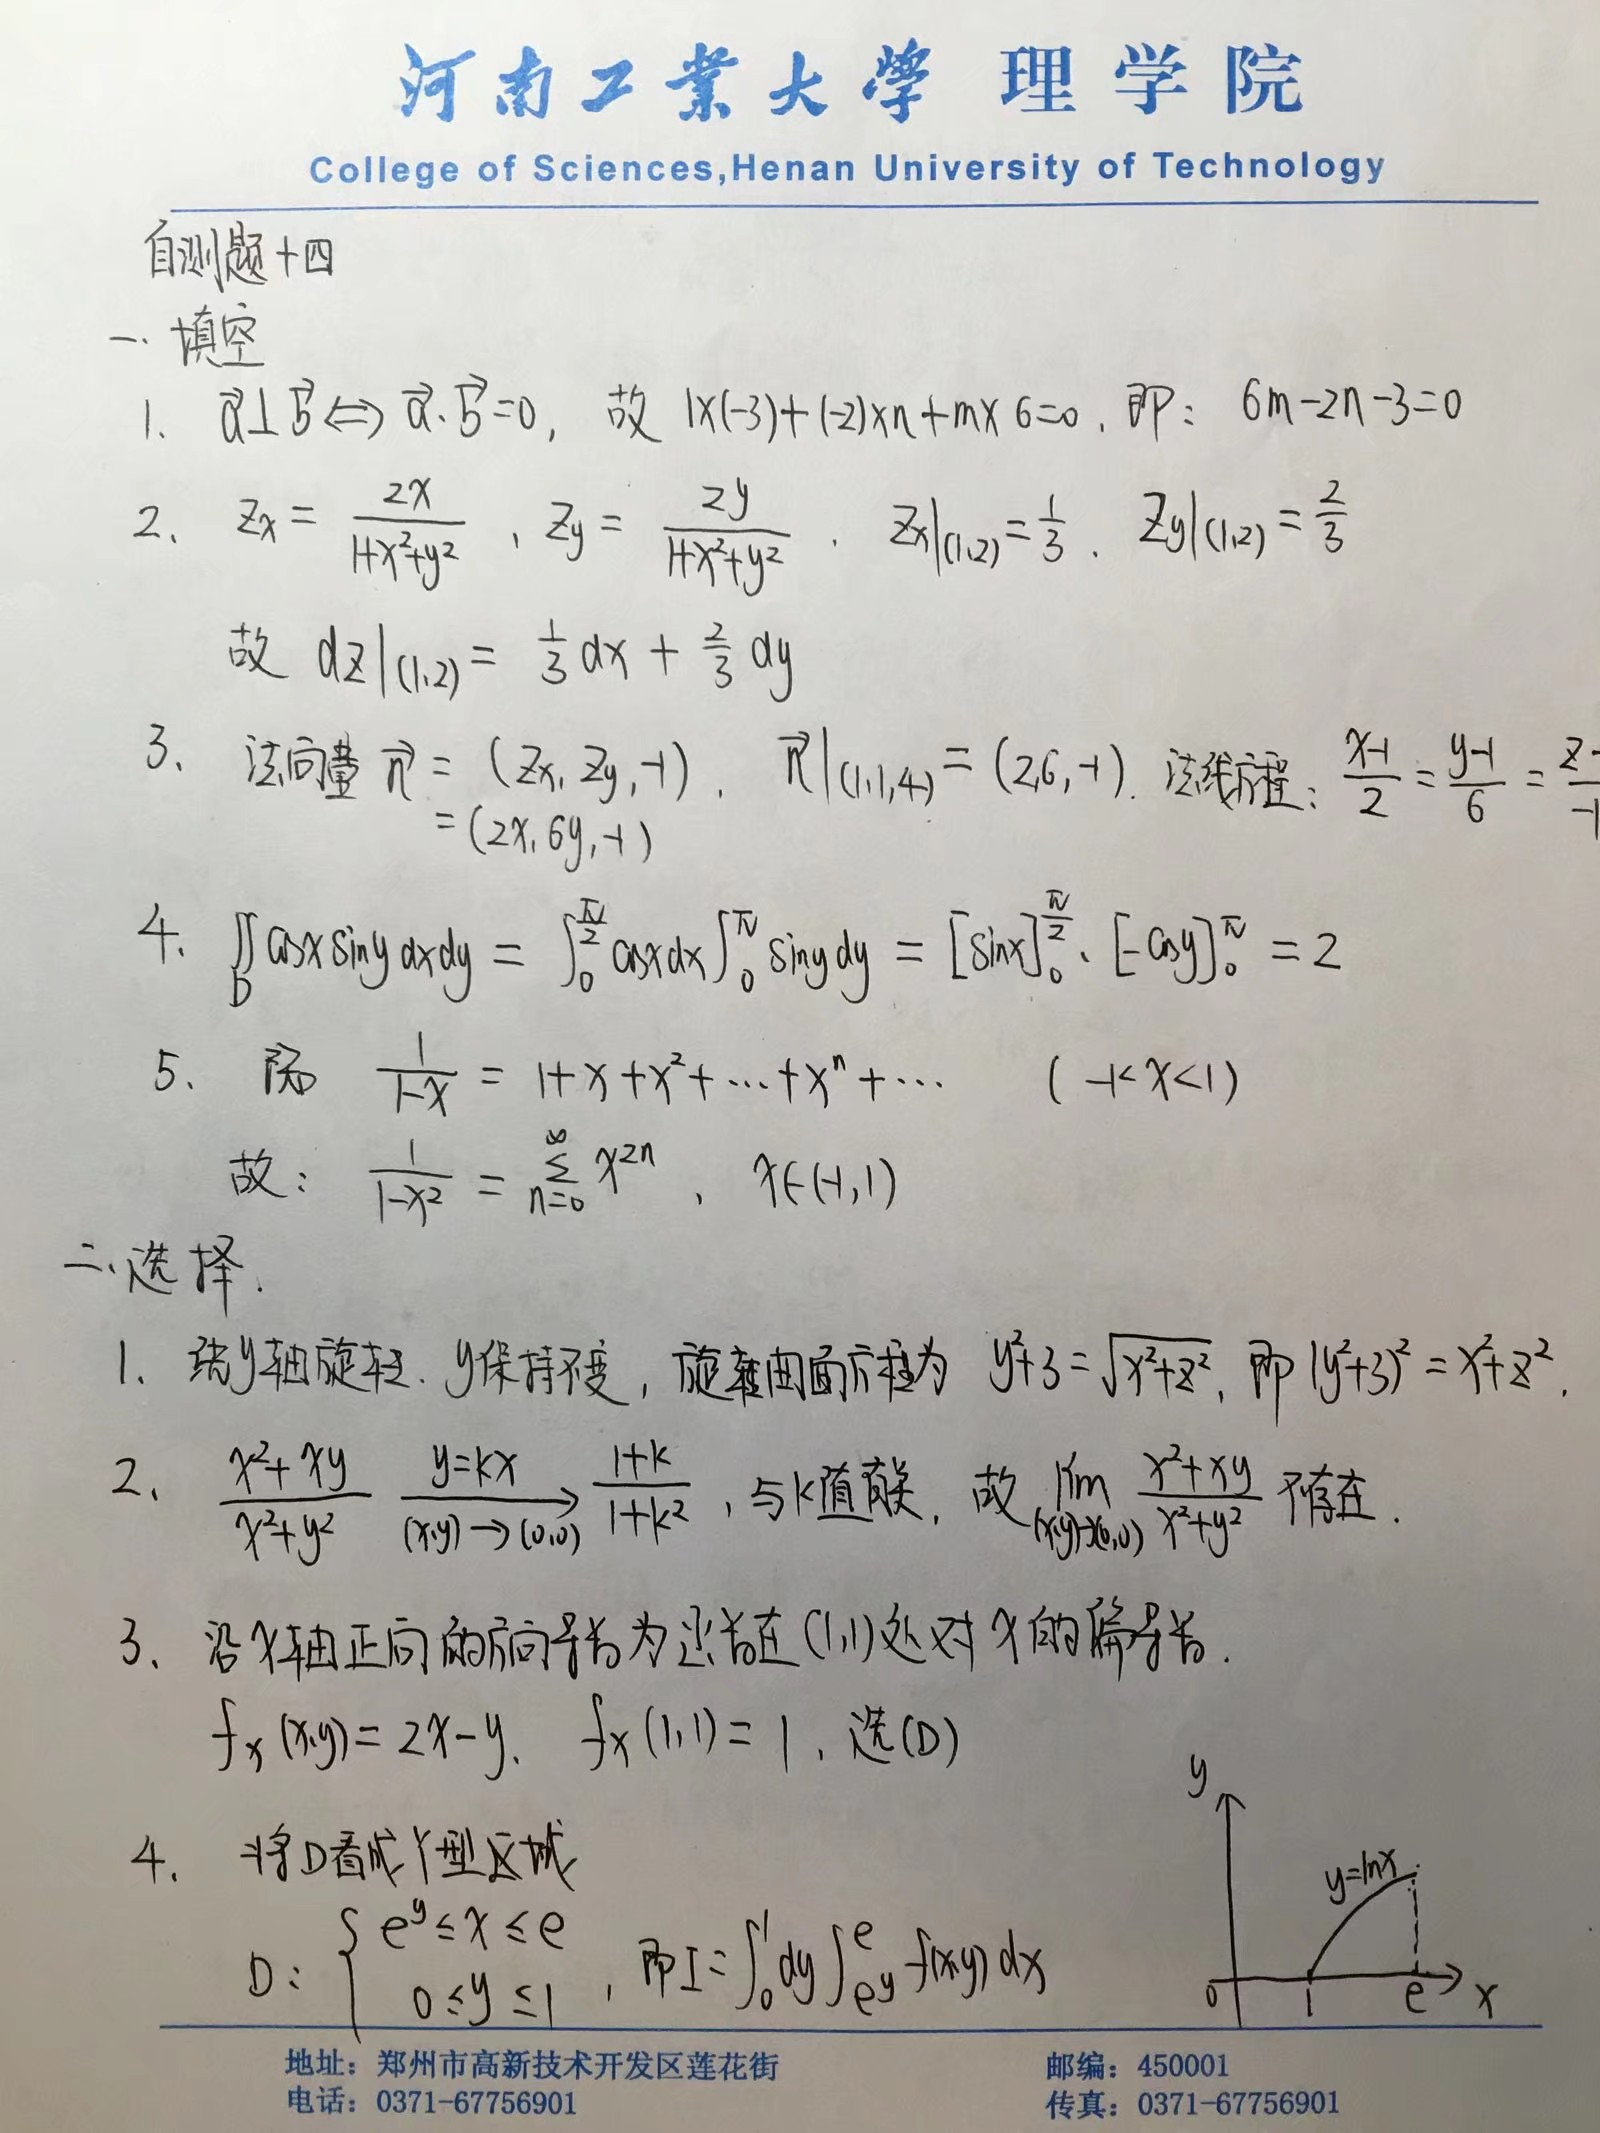 河南工業大學 理学院
College of Sciences,Henan University of Technology
自测题十四
一. 填空
1. a⃗⊥b⃗ ⇔ a⃗·b⃗=0, 故 1×(-3)+(-2)×n+m×6=0, 即: 6m-2n-3=0
2. Zx = 2x/(1+x²+y²), Zy = 2y/(1+x²+y²). Zx|(1,2) = 1/3, Zy|(1,2) = 2/3
故 dz|(1,2) = 1/3 dx + 2/3 dy
3. 法向量 n⃗ = (Zx, Zy, -1), n⃗|(1,1,4) = (2,6,-1). 法线方程: (x-1)/2 = (y-1)/6 = (z-/-1
= (2x, 6y, -1)
4. ∬_D cosx siny dxdy = ∫_0^{π/2} cosxdx ∫_0^π sinydy = [sinx]_0^{π/2} · [-cosy]_0^π = 2
5. 因 1/(1-x) = 1+x+x²+…+xⁿ+… (-1<x<1)
故: 1/(1-x²) = ∑_{n=0}^∞ x^{2n}, x∈(-1,1)
二.选择.
1. 绕y轴旋转. y保持不变, 旋转曲面方程为 y²+3=√(x²+z²), 即 (y²+3)²=x²+z².
2. (x²+xy)/(x²+y²) y=kx (x,y)→(0,0) → (1+k)/(1+k²), 与k值有关, 故 lim_{(x,y)→(0,0)} (x²+xy)/(x²+y²) 不存在.
3. 沿x轴正向的方向导数为函数在(1,1)处对x的偏导数.
fx(x,y)=2x-y, fx(1,1)=1, 选(D)
4. 将D看成Y型区域
D: { e^y≤x≤e
0≤y≤1 , 即I=∫_0^1 dy ∫_{e^y}^e f(x,y)dx
y
y=lnx
0 1 e x
地址：郑州市高新技术开发区莲花街 邮编：450001
电话：0371-67756901 传真：0371-67756901